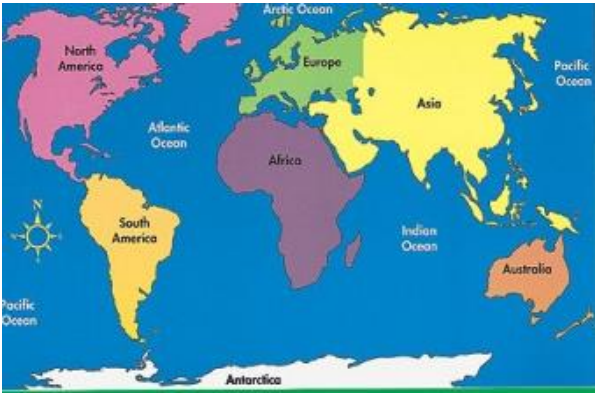 Arctic Ocean
North
America
Europe
Pacific
Ocean
Asia
Atlantic
Ocean
Africa
South
America
Indian
Ocean
Australia
Pacific
Ocean
Antarctica